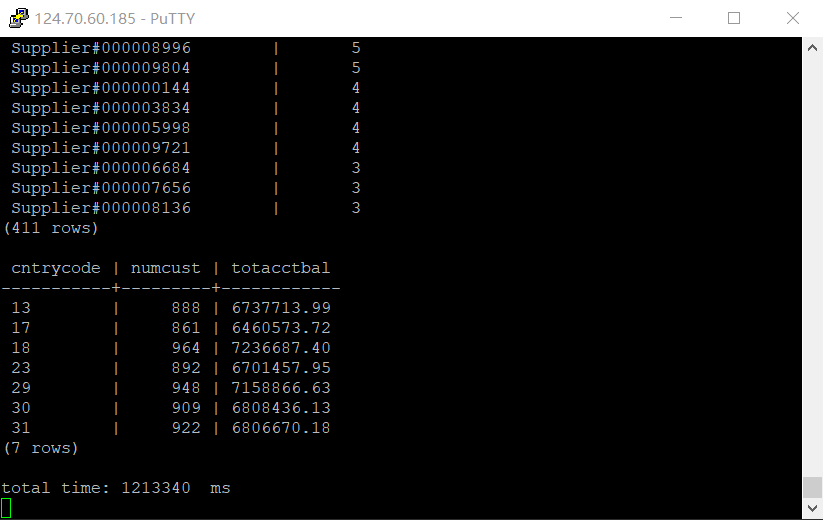 124.70.60.185 - PuTTY
Supplier#000008996 | 5
Supplier#000009804 | 5
Supplier#000000144 | 4
Supplier#000003834 | 4
Supplier#000005998 | 4
Supplier#000009721 | 4
Supplier#000006684 | 3
Supplier#000007656 | 3
Supplier#000008136 | 3
(411 rows)
cntrycode | numcust | totacctbal
-----------+---------+------------
13 | 888 | 6737713.99
17 | 861 | 6460573.72
18 | 964 | 7236687.40
23 | 892 | 6701457.95
29 | 948 | 7158866.63
30 | 909 | 6808436.13
31 | 922 | 6806670.18
(7 rows)
total time: 1213340  ms